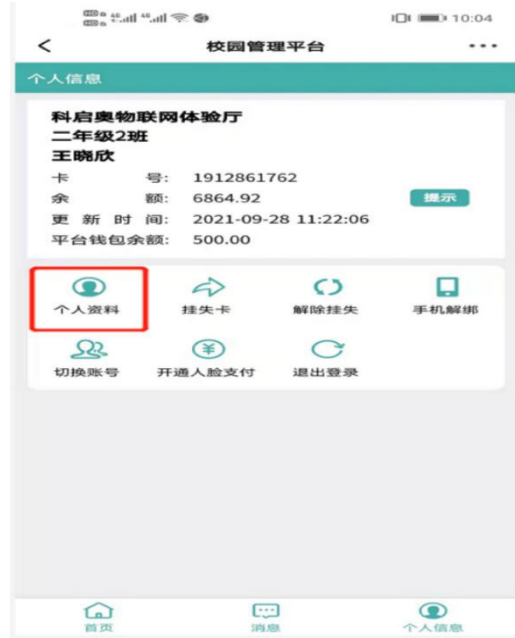 10:04
校园管理平台
个人信息
科启奥物联网体验厅
二年级2班
王晓欣
卡 号: 1912861762
余 额: 6864.92 提示
更 新 时 间: 2021-09-28 11:22:06
平台钱包余额: 500.00
个人资料 挂失卡 解除挂失 手机解绑
切换账号 开通人脸支付 退出登录
首页 消息 个人信息